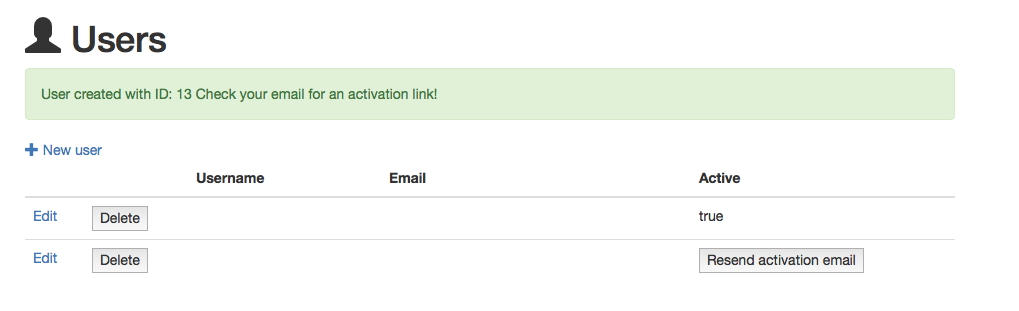 Users
User created with ID: 13 Check your email for an activation link!
New user
Username Email Active
Edit Delete true
Edit Delete Resend activation email